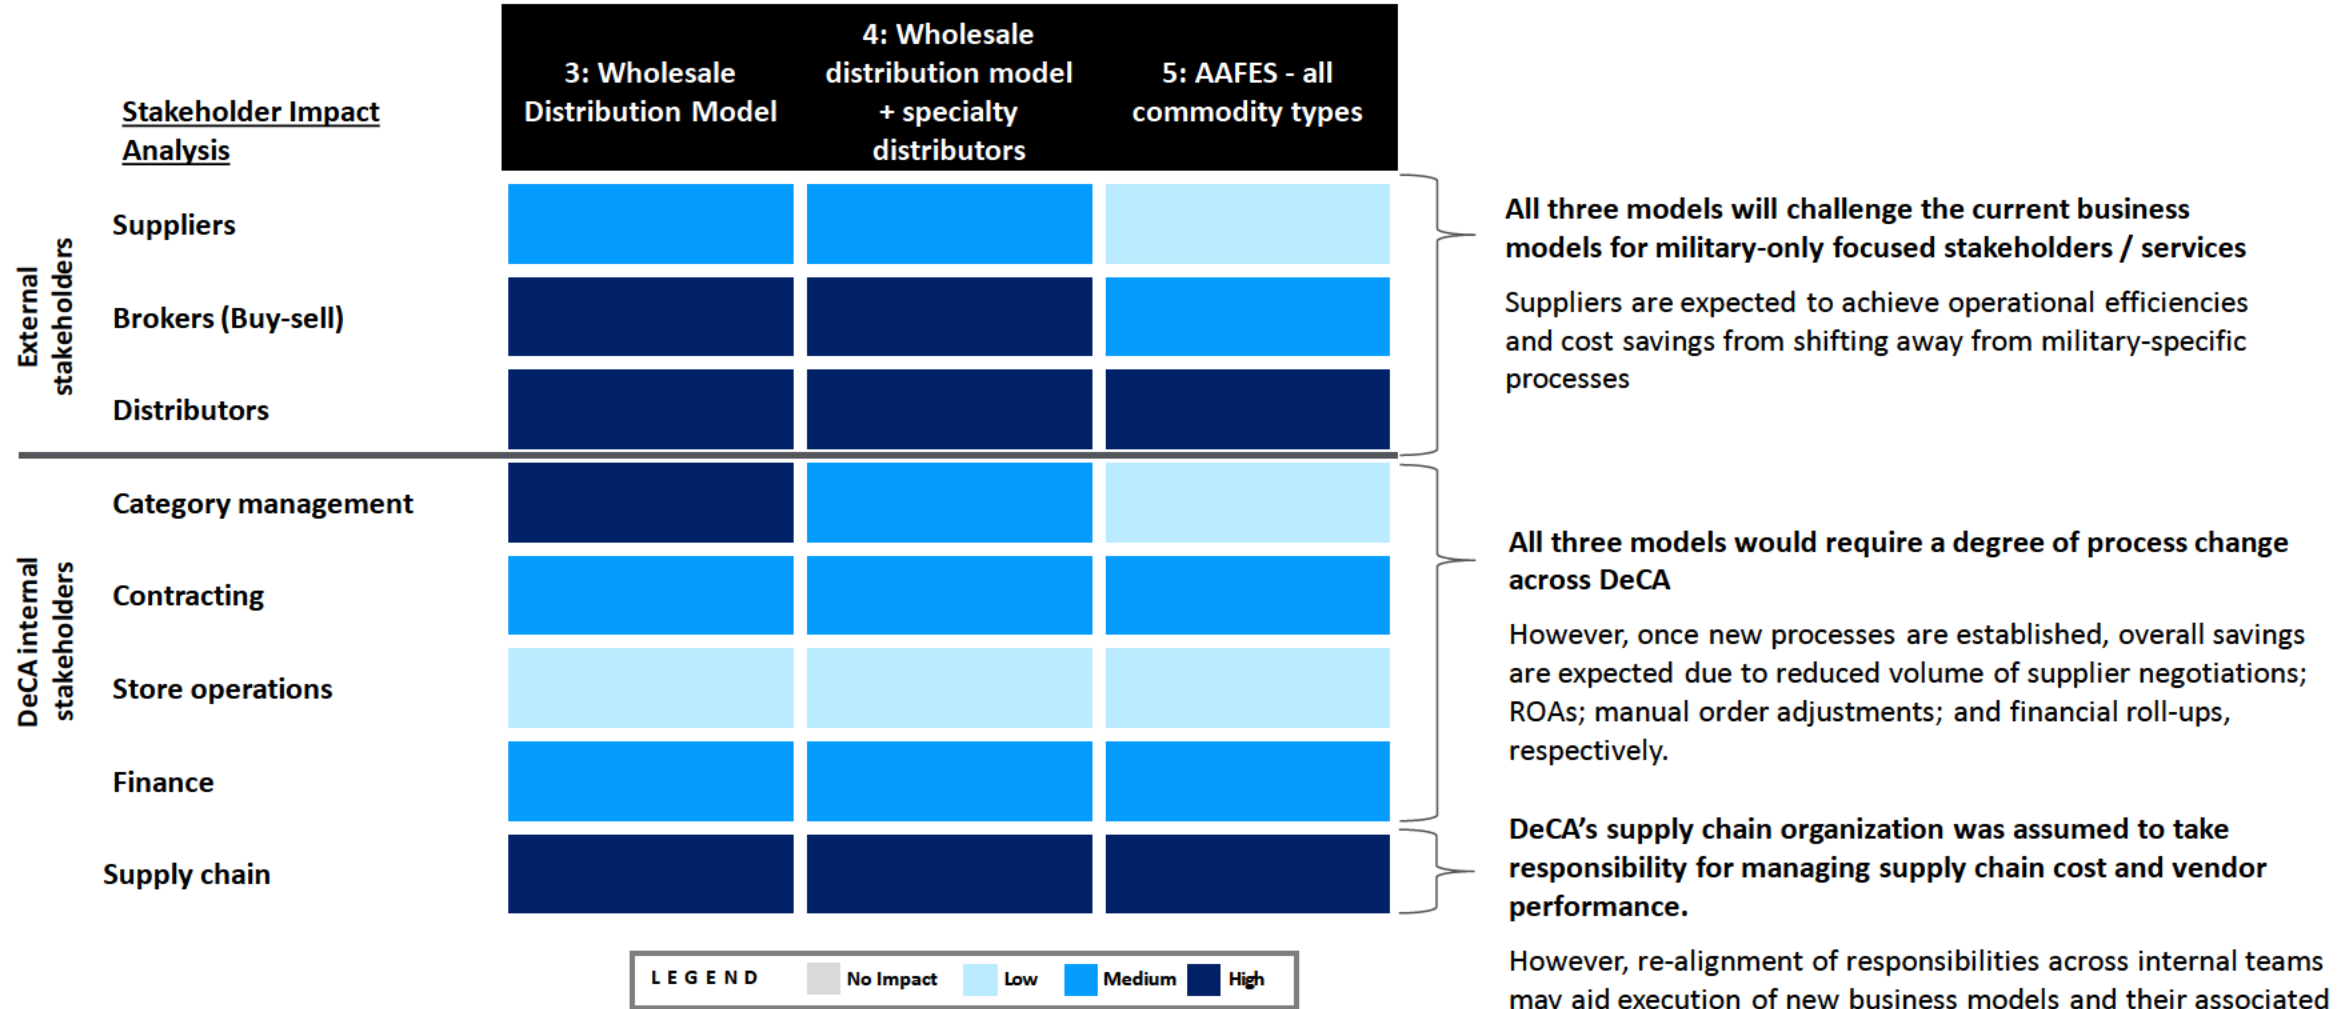 Stakeholder Impact
Analysis
3: Wholesale
Distribution Model
4: Wholesale
distribution model
+ specialty
distributors
5: AAFES - all
commodity types
External
stakeholders
Suppliers
Brokers (Buy-sell)
Distributors
DeCA internal
stakeholders
Category management
Contracting
Store operations
Finance
Supply chain
All three models will challenge the current business
models for military-only focused stakeholders / services
Suppliers are expected to achieve operational efficiencies
and cost savings from shifting away from military-specific
processes
All three models would require a degree of process change
across DeCA
However, once new processes are established, overall savings
are expected due to reduced volume of supplier negotiations;
ROAs; manual order adjustments; and financial roll-ups,
respectively.
DeCA’s supply chain organization was assumed to take
responsibility for managing supply chain cost and vendor
performance.
However, re-alignment of responsibilities across internal teams
may aid execution of new business models and their associated
LEGEND
No Impact
Low
Medium
High